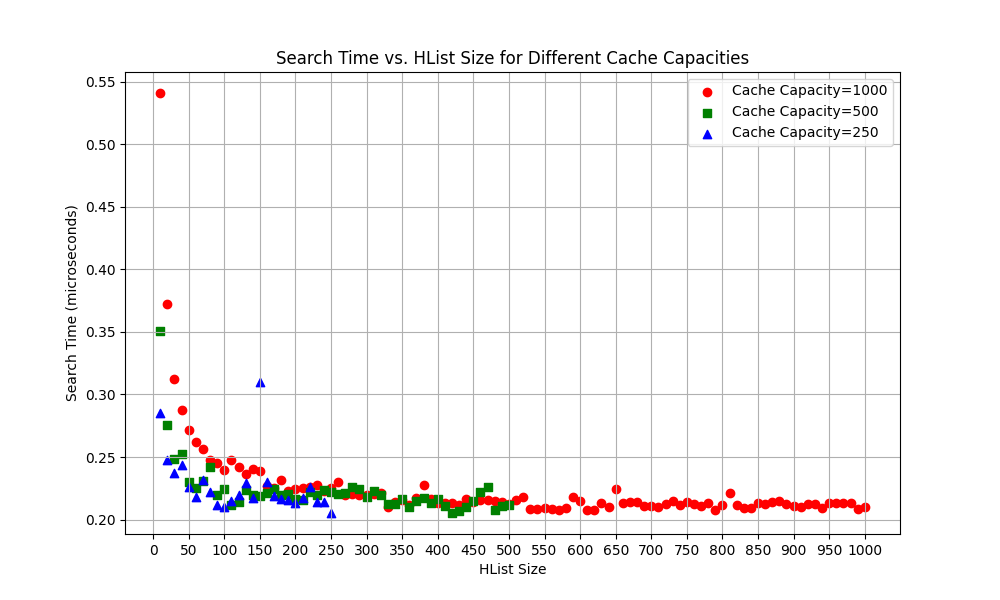 Search Time vs. HList Size for Different Cache Capacities
Cache Capacity=1000
Cache Capacity=500
Cache Capacity=250
Search Time (microseconds)
0.55
0.50
0.45
0.40
0.35
0.30
0.25
0.20
0 50 100 150 200 250 300 350 400 450 500 550 600 650 700 750 800 850 900 950 1000
HList Size